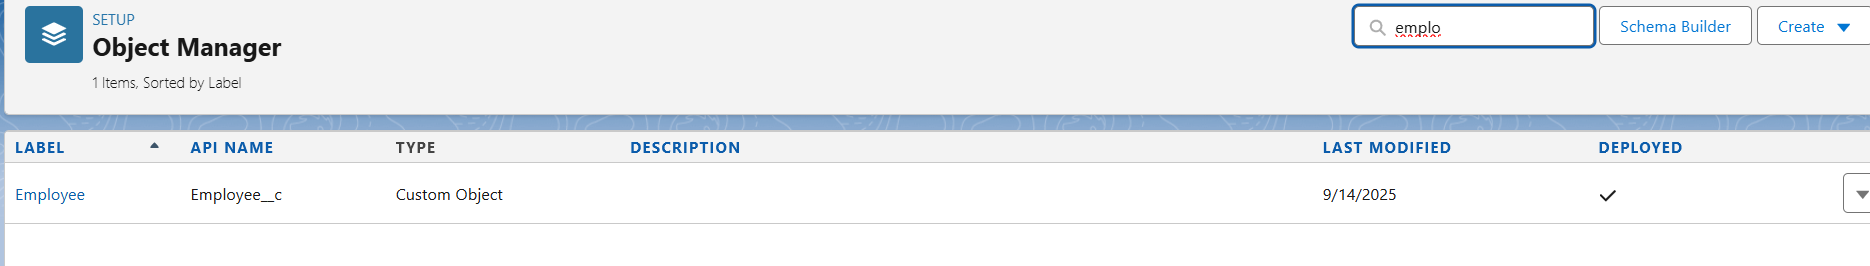 SETUP
Object Manager
1 Items, Sorted by Label
emplo
Schema Builder
Create
LABEL API NAME TYPE DESCRIPTION LAST MODIFIED DEPLOYED
Employee Employee__c Custom Object 9/14/2025